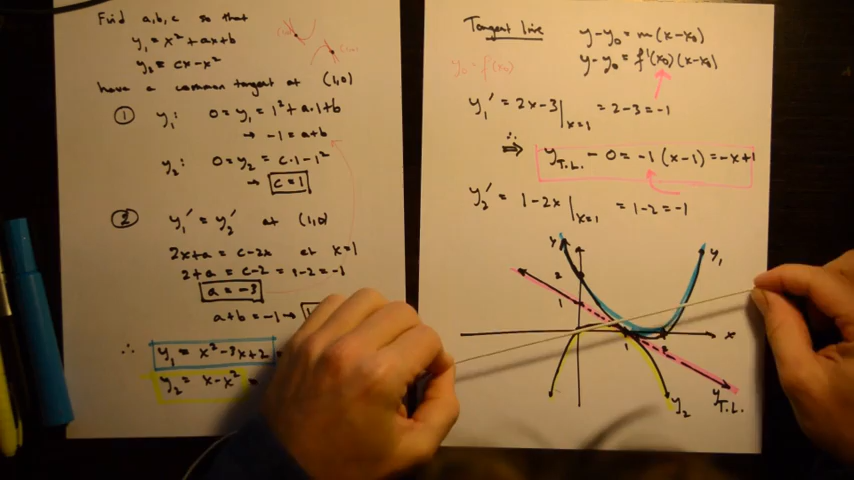 Find a,b,c so that
y₁ = x² + ax + b
y₂ = cx - x²
have a common tangent at (1,0)
① y₁: 0 = y₁ = 1² + a·1 + b
→ -1 = a+b
y₂: 0 = y₂ = c·1 - 1²
→ c = 1
② y₁' = y₂' at (1,0)
2x+a = c-2x at x=1
2+a = c-2 = 1-2 = -1
a = -3
a+b = -1 →
∴ y₁ = x² - 3x + 2 =
y₂ = x - x² =
Tangent Line
y - y₀ = m(x - x₀)
y₀ = f(x₀)
y - y₀ = f'(x₀)(x - x₀)
y₁' = 2x-3|ₓ₌₁ = 2-3 = -1
∴ ⇒ y_T.L. - 0 = -1(x-1) = -x+1
y₂' = 1-2x|ₓ₌₁ = 1-2 = -1
y
y₁
2
1
x
1
2
y₂
y_T.L.